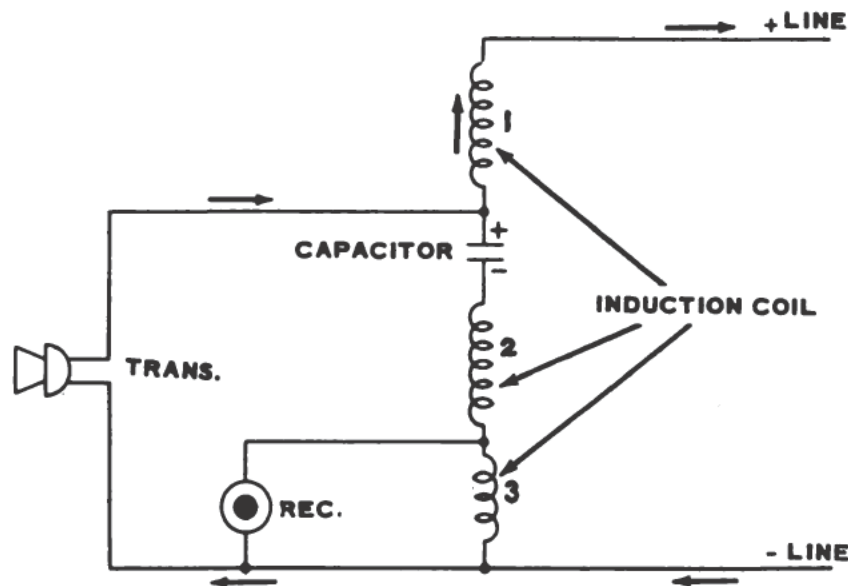 + LINE
1
+
CAPACITOR
-
INDUCTION COIL
2
TRANS.
3
REC.
- LINE